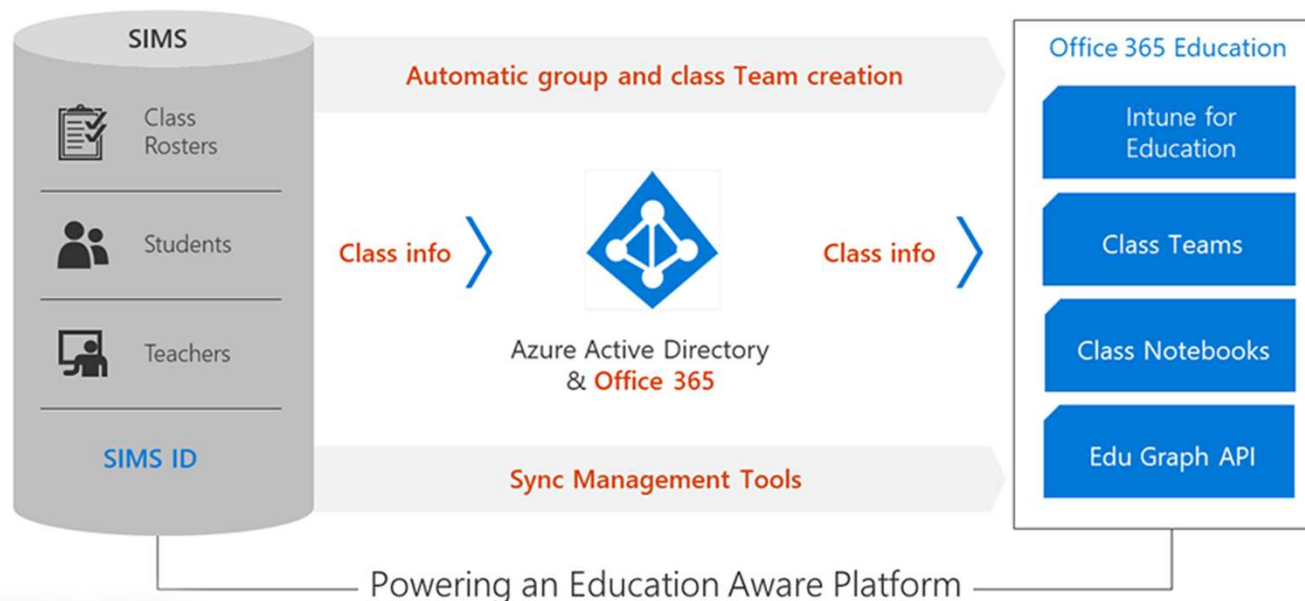 SIMS
Class
Rosters
Students
Teachers
SIMS ID
Automatic group and class Team creation
Class info
Azure Active Directory
& Office 365
Class info
Sync Management Tools
Office 365 Education
Intune for
Education
Class Teams
Class Notebooks
Edu Graph API
Powering an Education Aware Platform